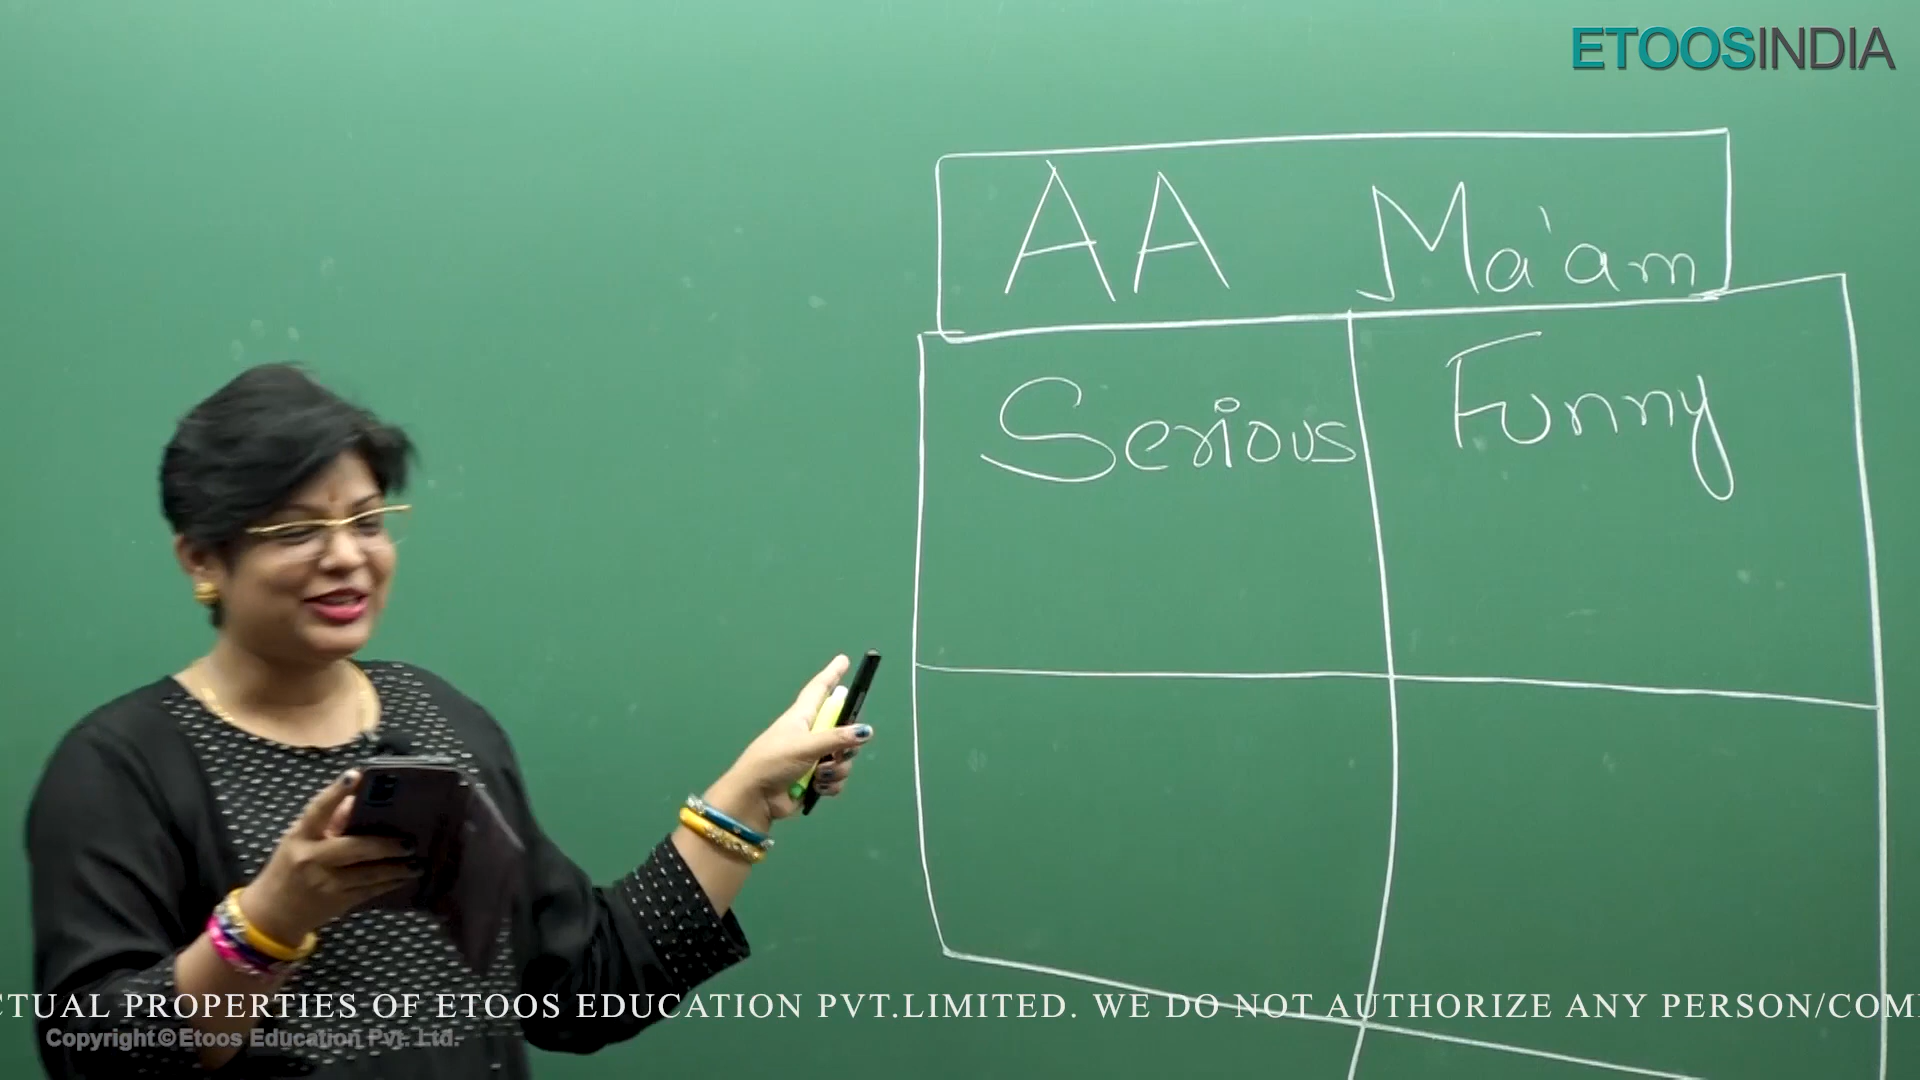 ETOOSINDIA
AA Ma'am
Serious Funny
CTUAL PROPERTIES OF ETOOS EDUCATION PVT.LIMITED. WE DO NOT AUTHORIZE ANY PERSON/COM
Copyright © Etoos Education Pvt. Ltd.